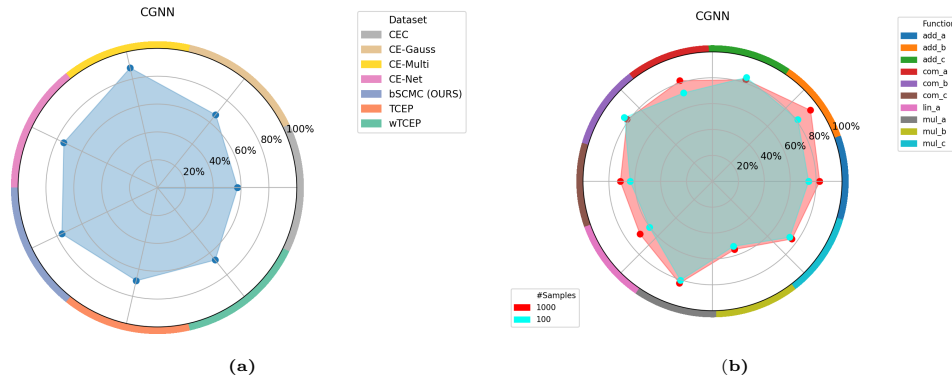 CGNN
20%
40%
60%
80%
100%
Dataset
CEC
CE-Gauss
CE-Multi
CE-Net
bSCMC (OURS)
TCEP
wTCEP
(a)
CGNN
20%
40%
60%
80%
100%
Function
add_a
add_b
add_c
com_a
com_b
com_c
lin_a
mul_a
mul_b
mul_c
#Samples
1000
100
(b)